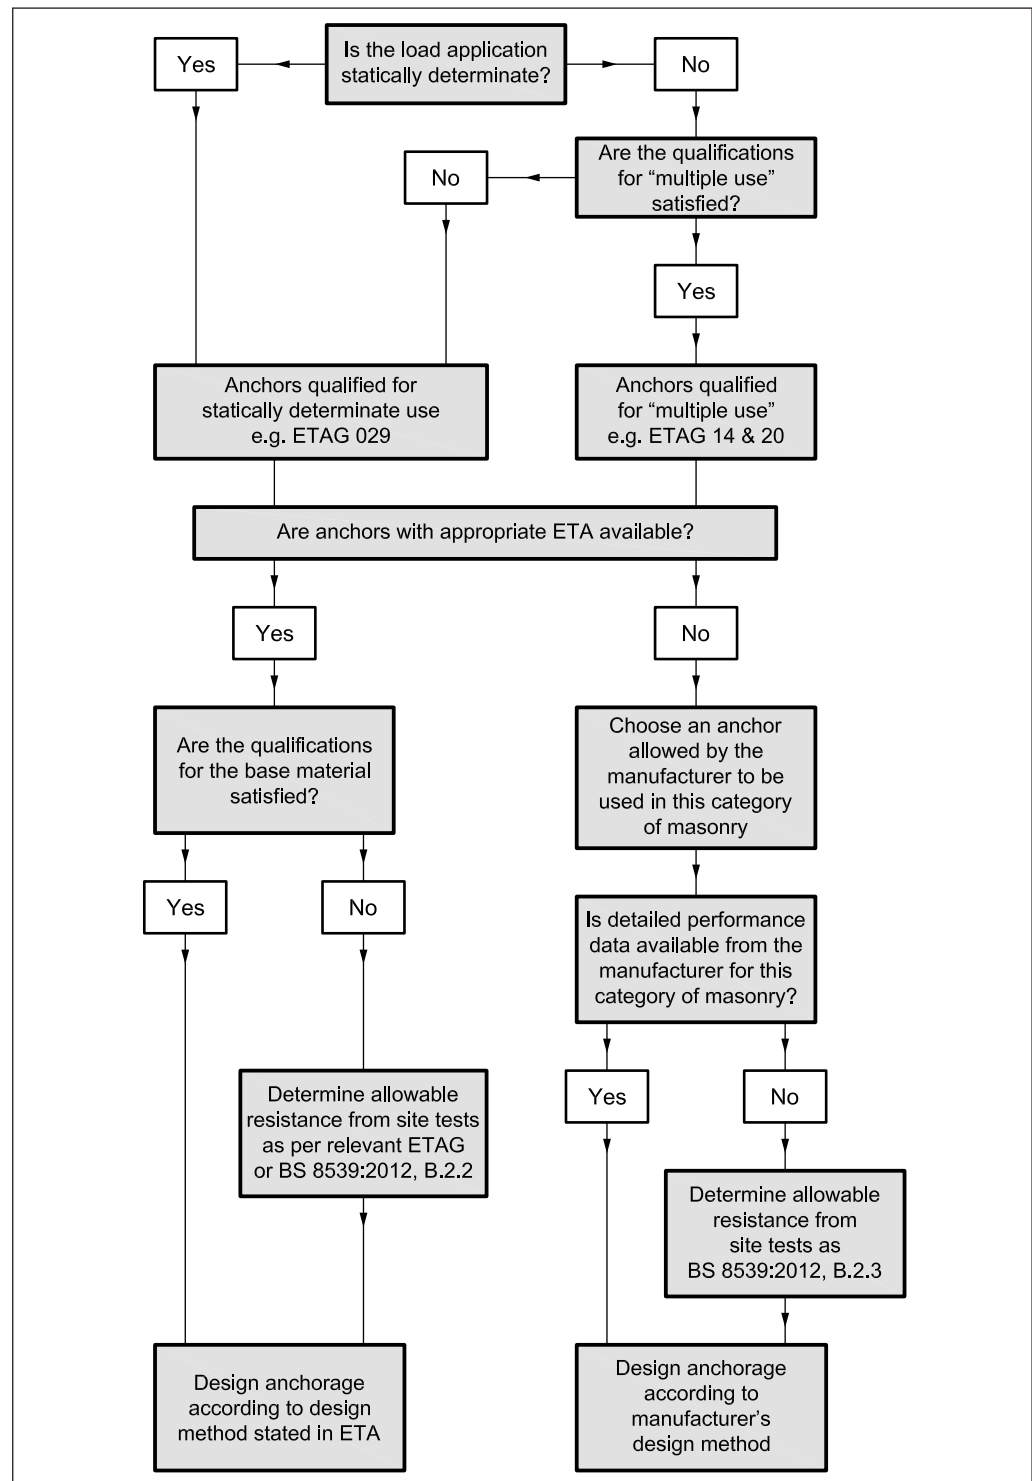 Is the load application
statically determinate?
Yes
No
Are the qualifications
for “multiple use”
satisfied?
No
Yes
Anchors qualified for
statically determinate use
e.g. ETAG 029
Anchors qualified
for “multiple use”
e.g. ETAG 14 & 20
Are anchors with appropriate ETA available?
Yes
No
Are the qualifications
for the base material
satisfied?
Choose an anchor
allowed by the
manufacturer to be
used in this category
of masonry
Yes
No
Is detailed performance
data available from the
manufacturer for this
category of masonry?
Determine allowable
resistance from site tests
as per relevant ETAG
or BS 8539:2012, B.2.2
Yes
No
Determine allowable
resistance from
site tests as
BS 8539:2012, B.2.3
Design anchorage
according to design
method stated in ETA
Design anchorage
according to
manufacturer’s
design method